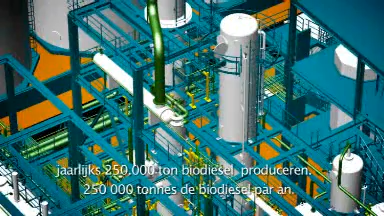 jaarlijks 250.000 ton biodiesel produceren.
250 000 tonnes de biodiesel par an.